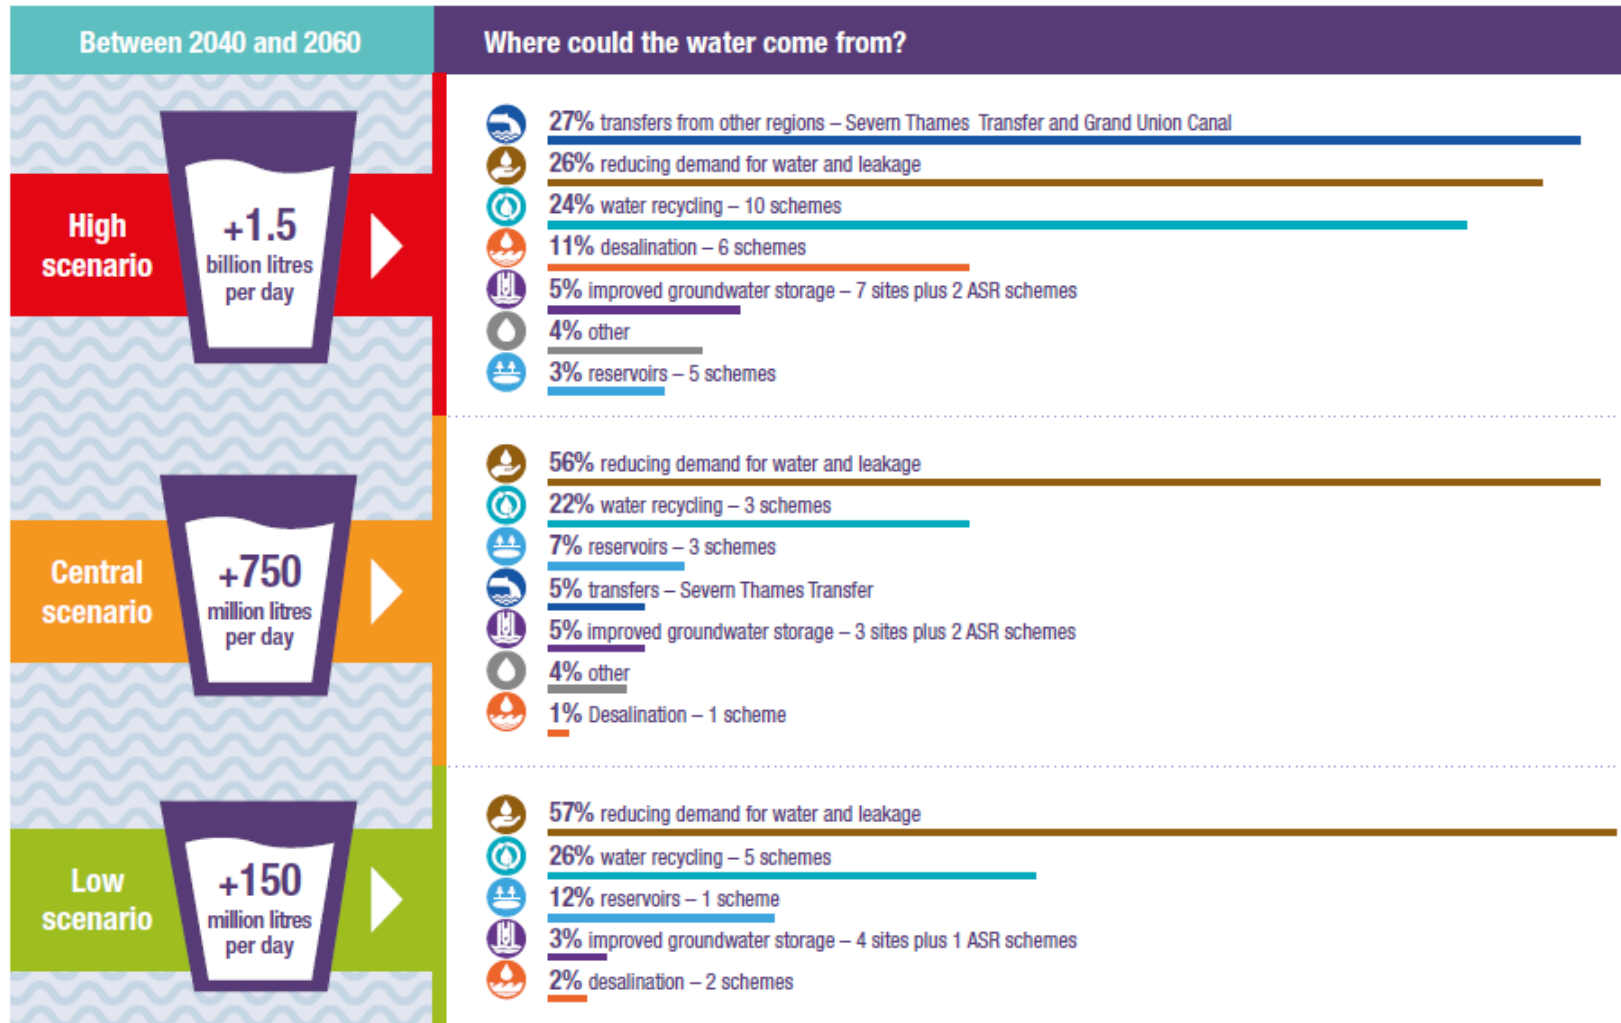 Between 2040 and 2060
Where could the water come from?
High
scenario
+1.5
billion litres
per day
27% transfers from other regions – Severn Thames Transfer and Grand Union Canal
26% reducing demand for water and leakage
24% water recycling – 10 schemes
11% desalination – 6 schemes
5% improved groundwater storage – 7 sites plus 2 ASR schemes
4% other
3% reservoirs – 5 schemes
Central
scenario
+750
million litres
per day
56% reducing demand for water and leakage
22% water recycling – 3 schemes
7% reservoirs – 3 schemes
5% transfers – Severn Thames Transfer
5% improved groundwater storage – 3 sites plus 2 ASR schemes
4% other
1% Desalination – 1 scheme
Low
scenario
+150
million litres
per day
57% reducing demand for water and leakage
26% water recycling – 5 schemes
12% reservoirs – 1 scheme
3% improved groundwater storage – 4 sites plus 1 ASR schemes
2% desalination – 2 schemes